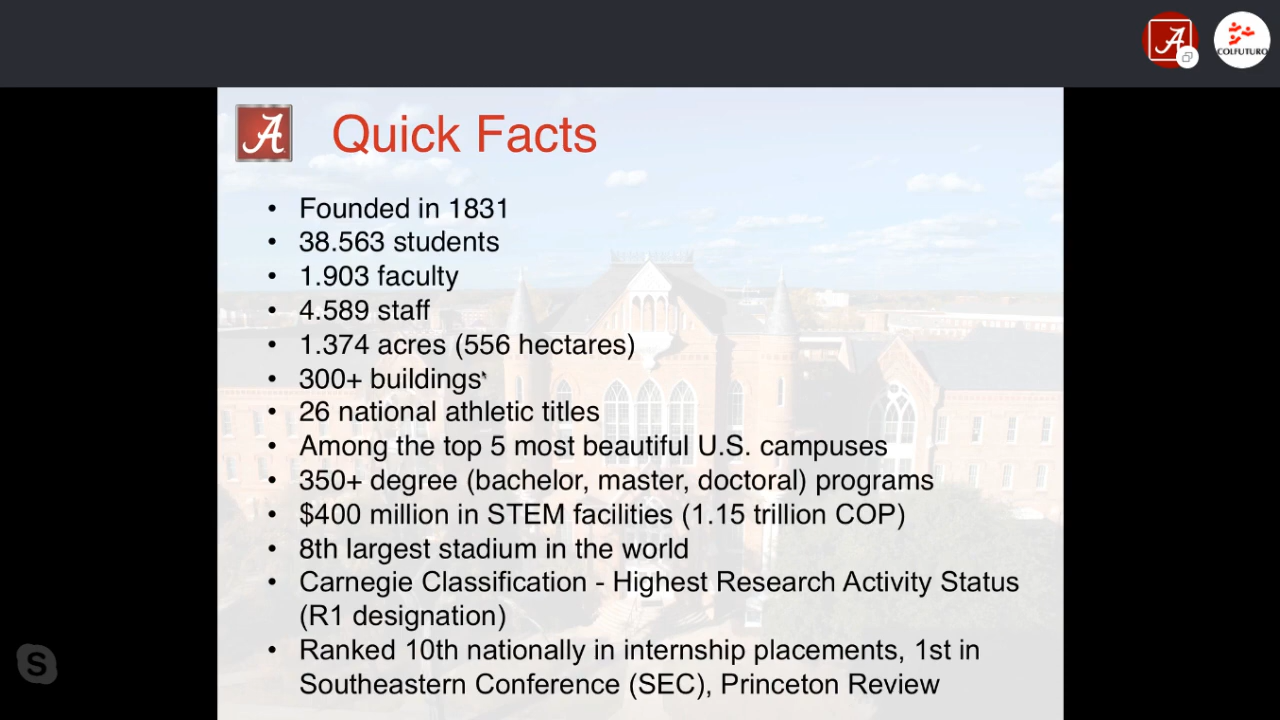 A
COLFUTURO
A
Quick Facts
• Founded in 1831
• 38.563 students
• 1.903 faculty
• 4.589 staff
• 1.374 acres (556 hectares)
• 300+ buildings
• 26 national athletic titles
• Among the top 5 most beautiful U.S. campuses
• 350+ degree (bachelor, master, doctoral) programs
• $400 million in STEM facilities (1.15 trillion COP)
• 8th largest stadium in the world
• Carnegie Classification - Highest Research Activity Status
(R1 designation)
• Ranked 10th nationally in internship placements, 1st in
Southeastern Conference (SEC), Princeton Review
S